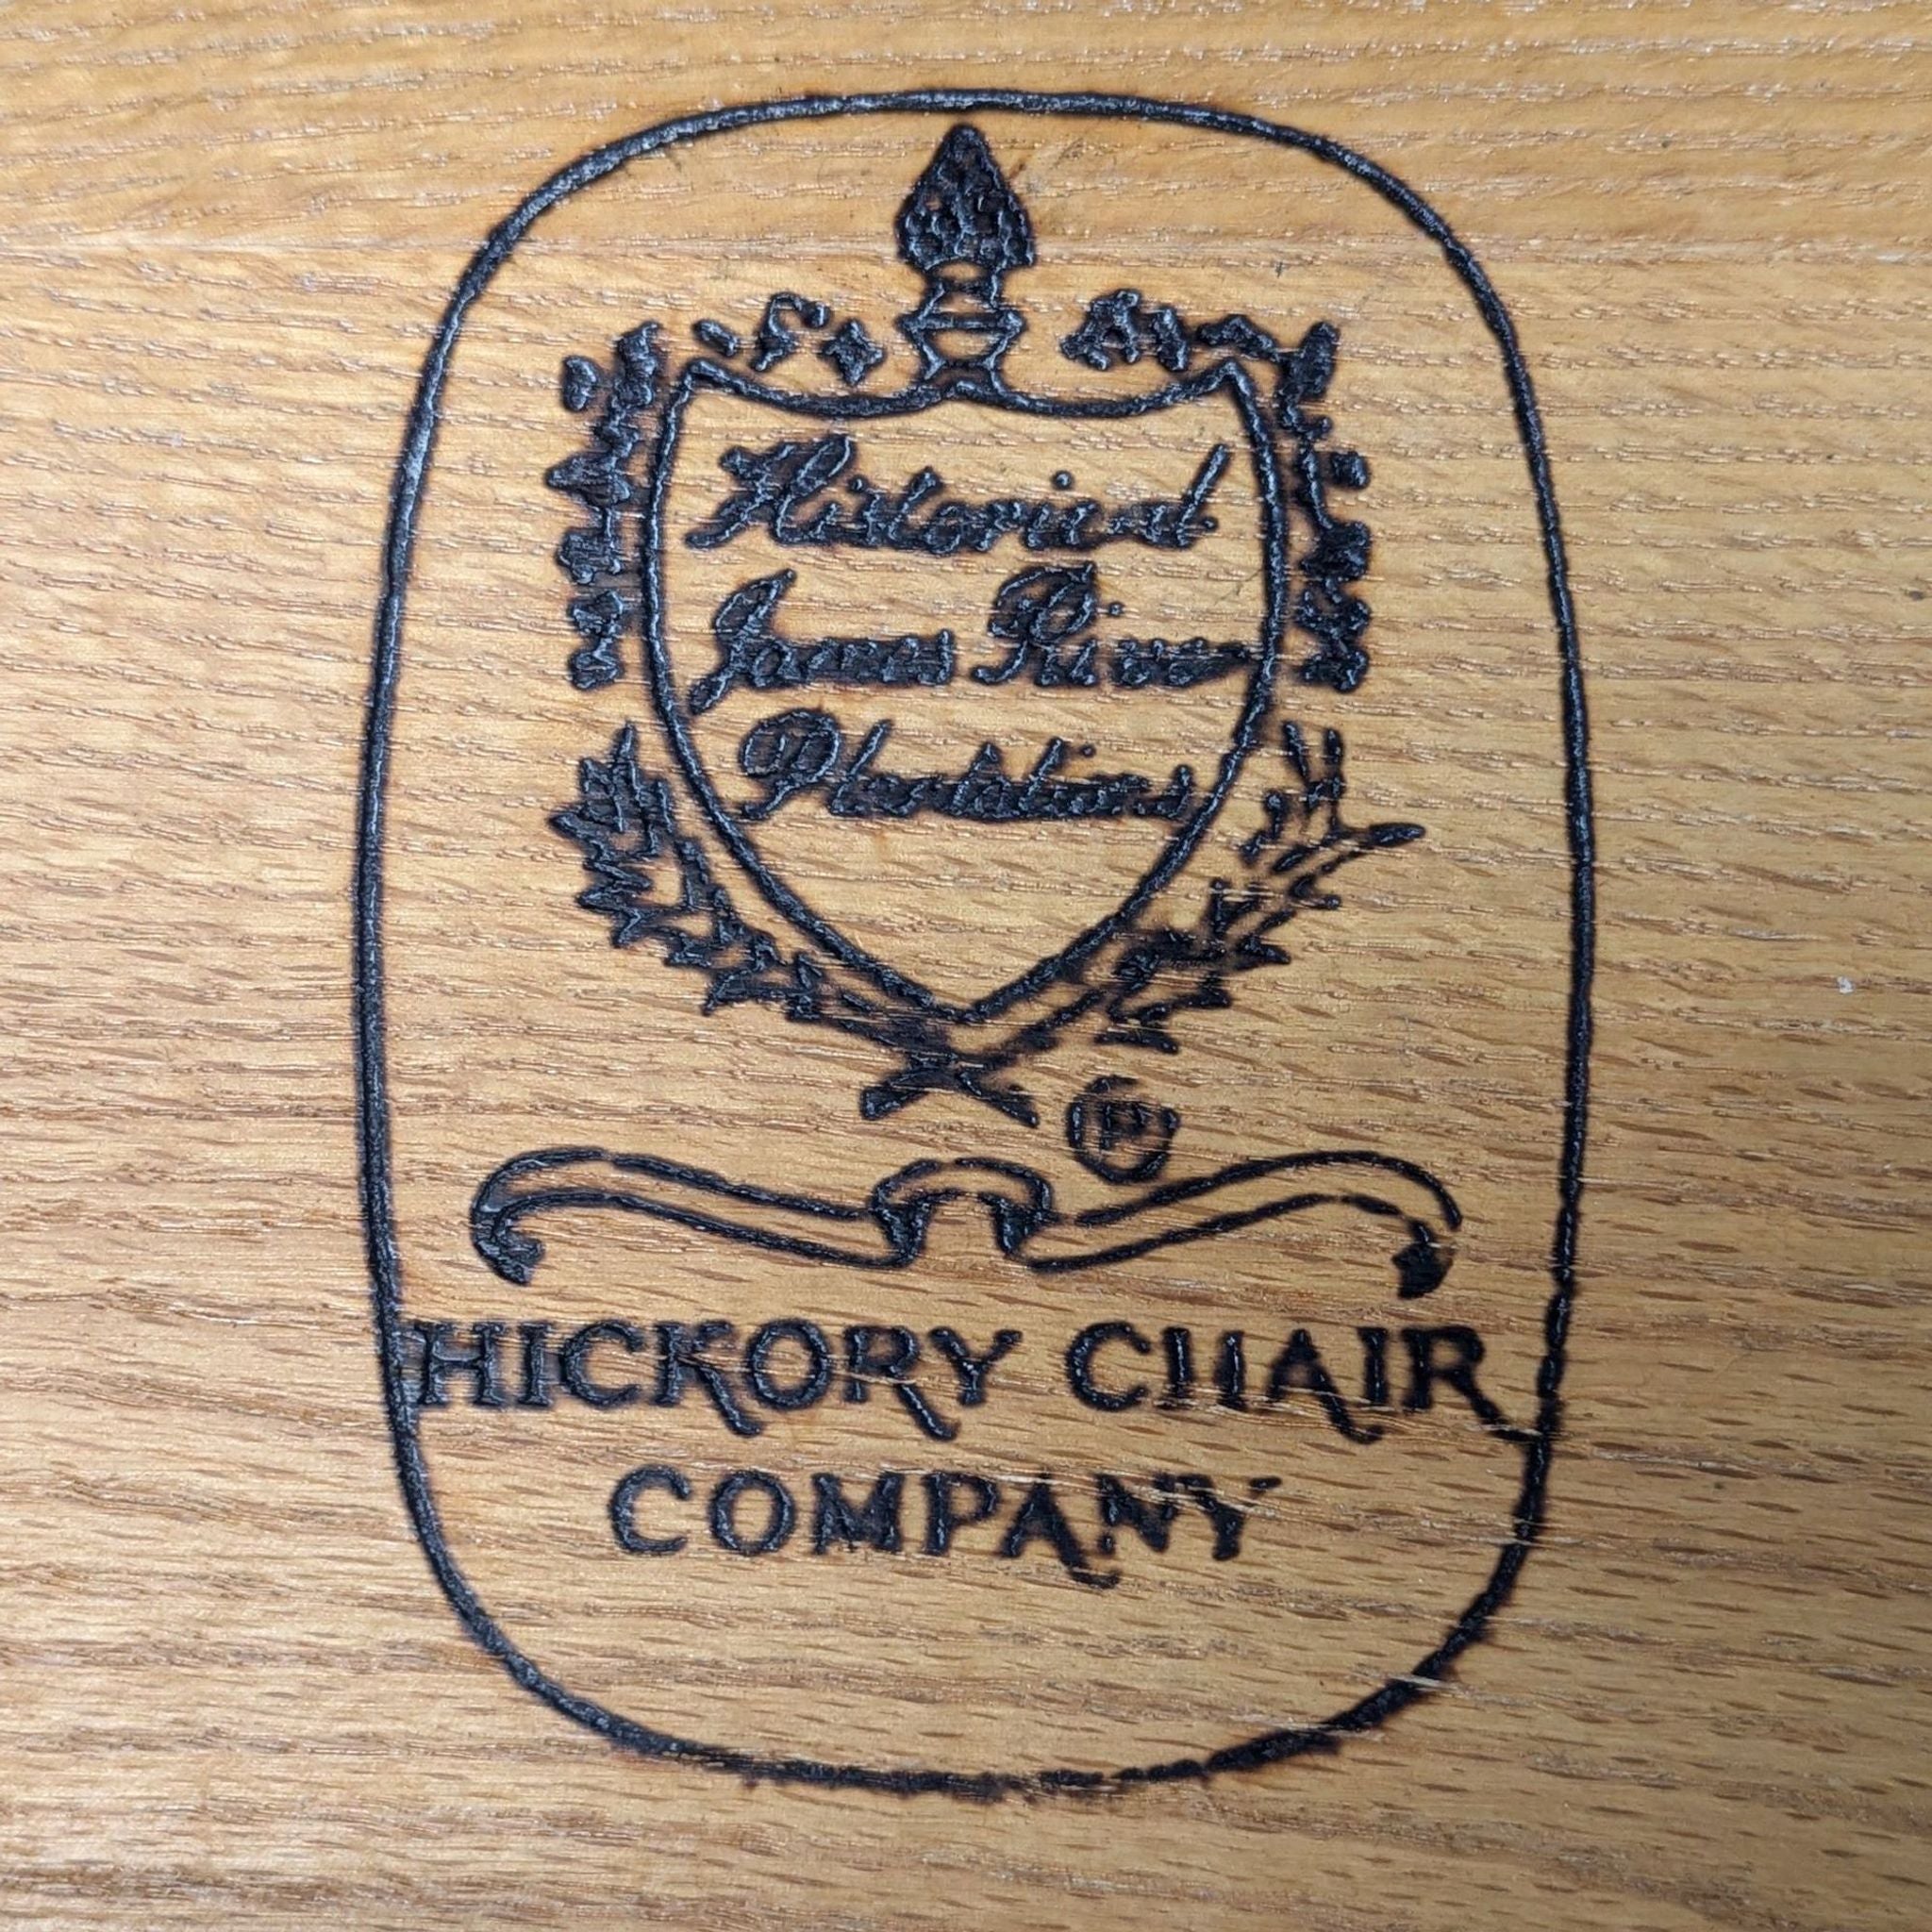 Historical
James River
Plantations
®
HICKORY CHAIR
COMPANY